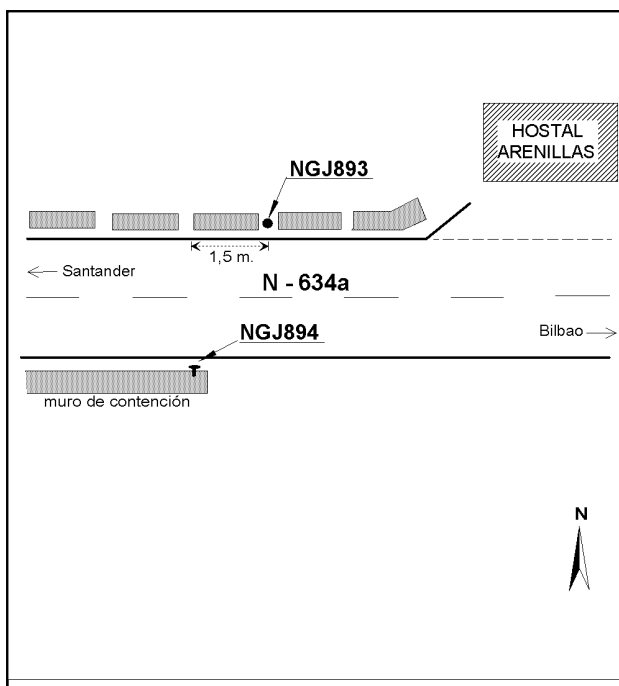 HOSTAL
ARENILLAS
NGJ893
1,5 m.
Santander
N - 634a
Bilbao
NGJ894
muro de contención
N